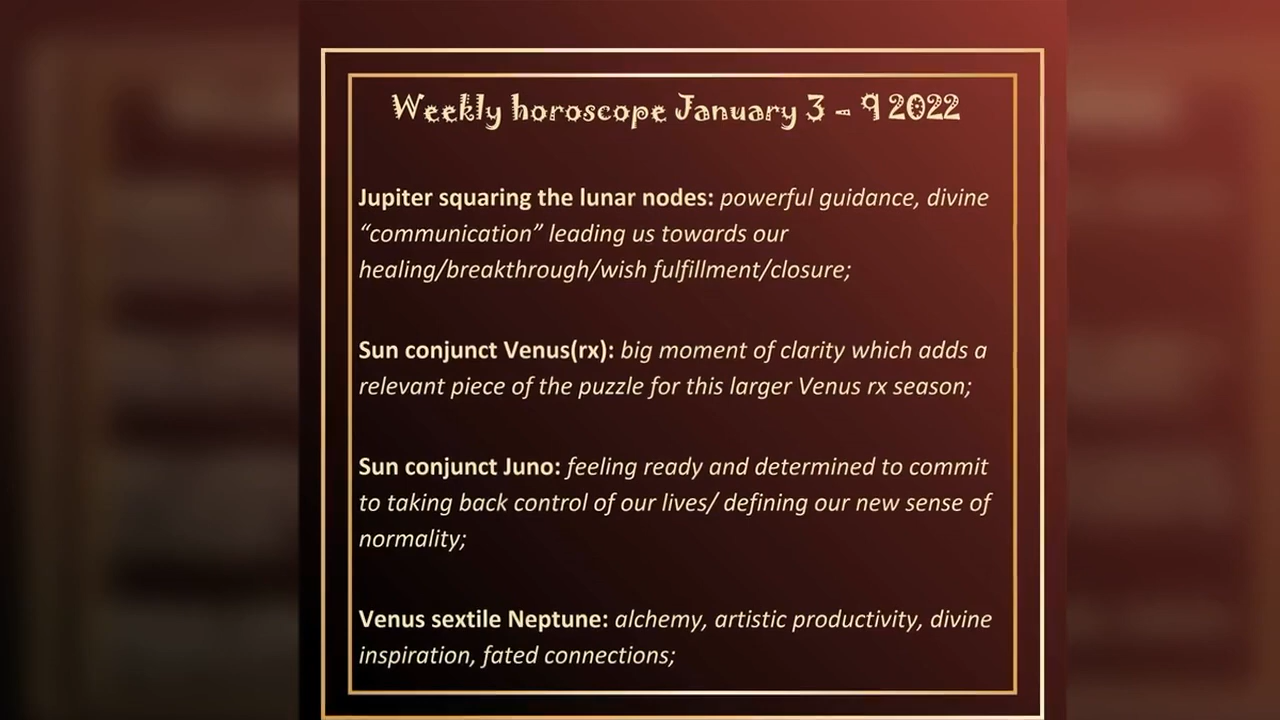 Weekly horoscope January 3 - 9 2022
Jupiter squaring the lunar nodes: powerful guidance, divine
“communication” leading us towards our
healing/breakthrough/wish fulfillment/closure;
Sun conjunct Venus(rx): big moment of clarity which adds a
relevant piece of the puzzle for this larger Venus rx season;
Sun conjunct Juno: feeling ready and determined to commit
to taking back control of our lives/ defining our new sense of
normality;
Venus sextile Neptune: alchemy, artistic productivity, divine
inspiration, fated connections;